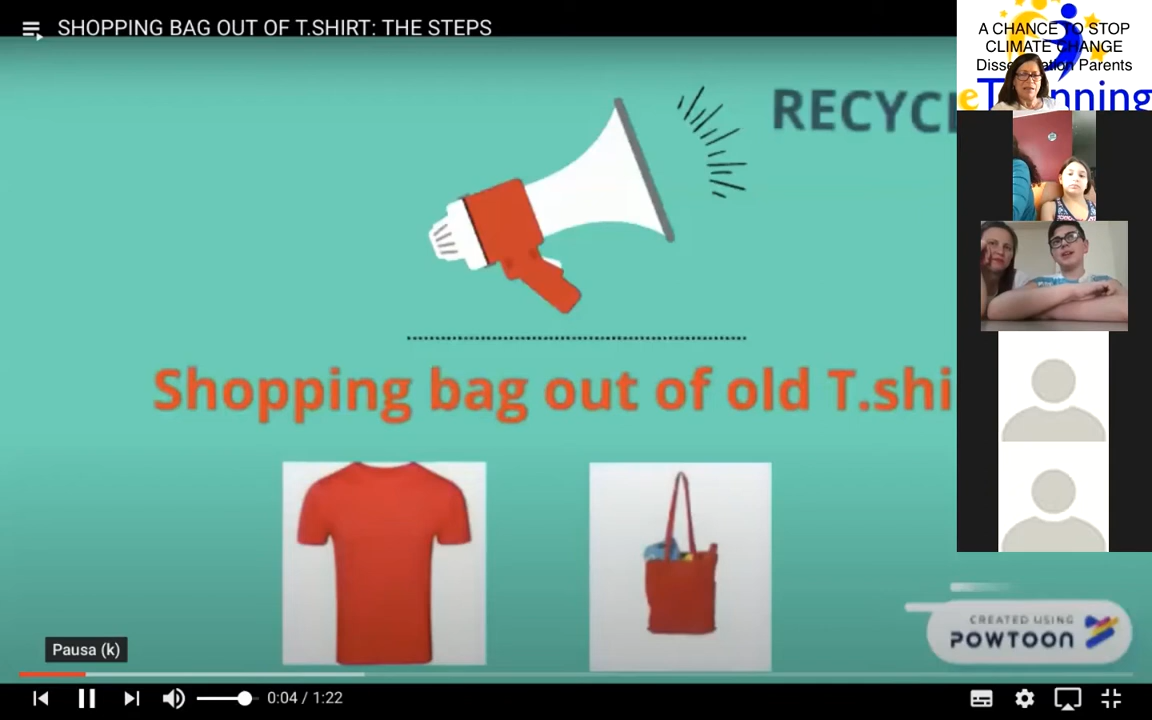 SHOPPING BAG OUT OF T.SHIRT: THE STEPS
A CHANCE TO STOP
CLIMATE CHANGE
Parents
RECYCL
Shopping bag out of old T.shi
CREATED USING
POWTOON
Pausa (k)
0:04 / 1:22